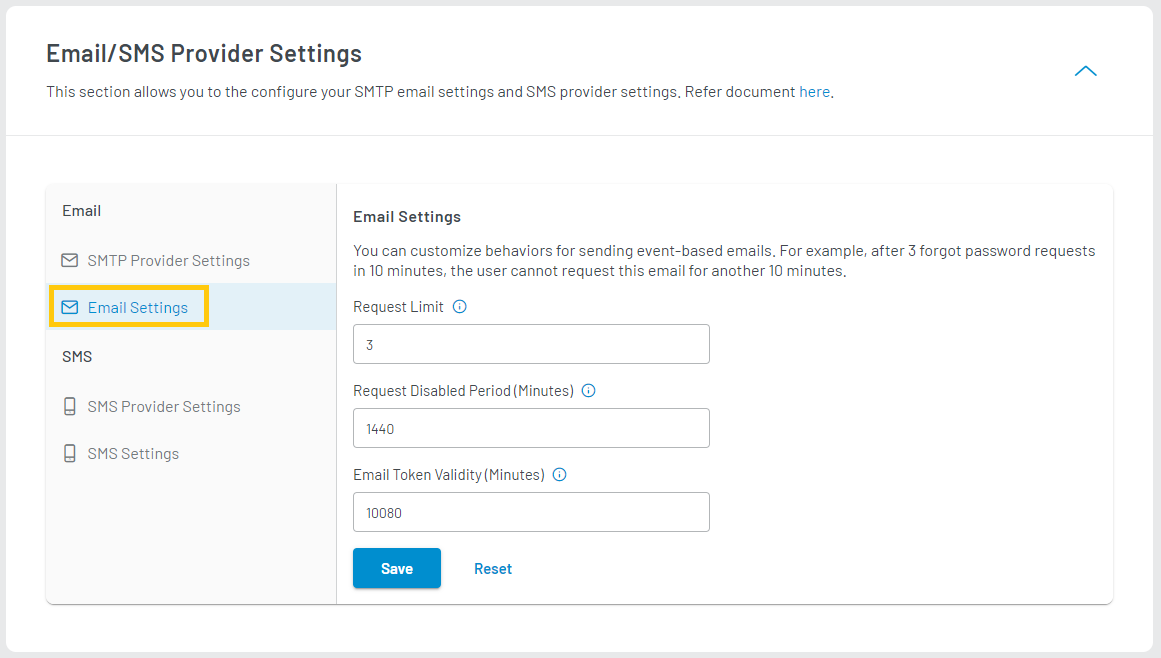 Email/SMS Provider Settings
This section allows you to the configure your SMTP email settings and SMS provider settings. Refer document here.
Email
SMTP Provider Settings
Email Settings
SMS
SMS Provider Settings
SMS Settings
Email Settings
You can customize behaviors for sending event-based emails. For example, after 3 forgot password requests
in 10 minutes, the user cannot request this email for another 10 minutes.
Request Limit
3
Request Disabled Period (Minutes)
1440
Email Token Validity (Minutes)
10080
Save
Reset